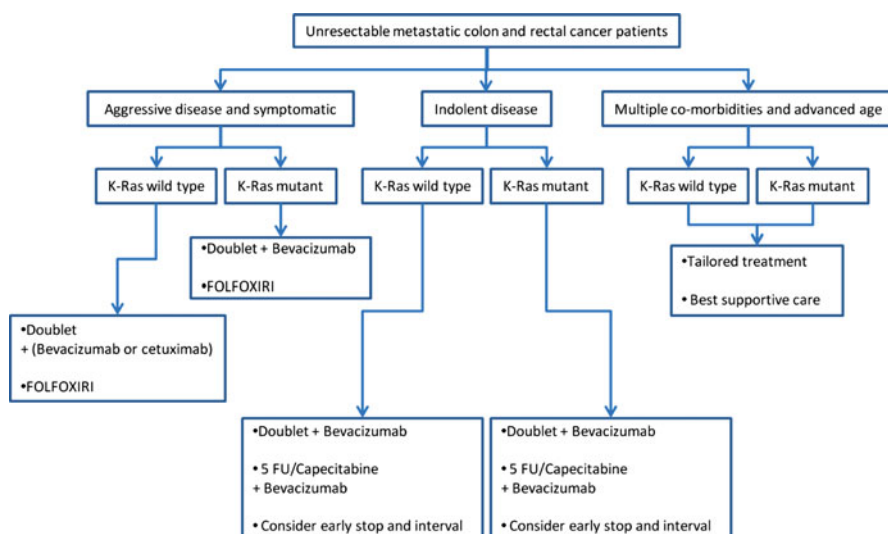 Unresectable metastatic colon and rectal cancer patients
Aggressive disease and symptomatic
Indolent disease
Multiple co-morbidities and advanced age
K-Ras wild type
K-Ras mutant
K-Ras wild type
K-Ras mutant
K-Ras wild type
K-Ras mutant
•Doublet + Bevacizumab
•FOLFOXIRI
•Tailored treatment
• Best supportive care
•Doublet
+ (Bevacizumab or cetuximab)
•FOLFOXIRI
•Doublet + Bevacizumab
• 5 FU/Capecitabine
+ Bevacizumab
• Consider early stop and interval
•Doublet + Bevacizumab
• 5 FU/Capecitabine
+ Bevacizumab
• Consider early stop and interval